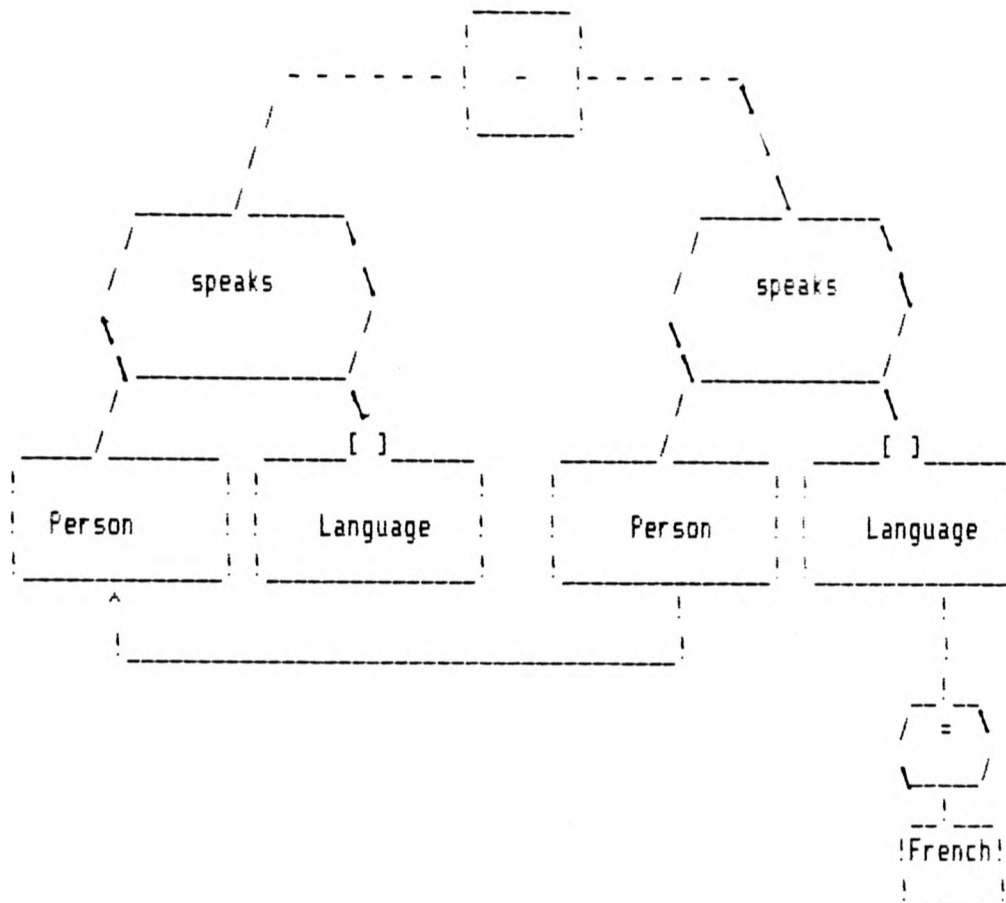 -
speaks speaks
[ ] [ ]
Person Language Person Language
=
French